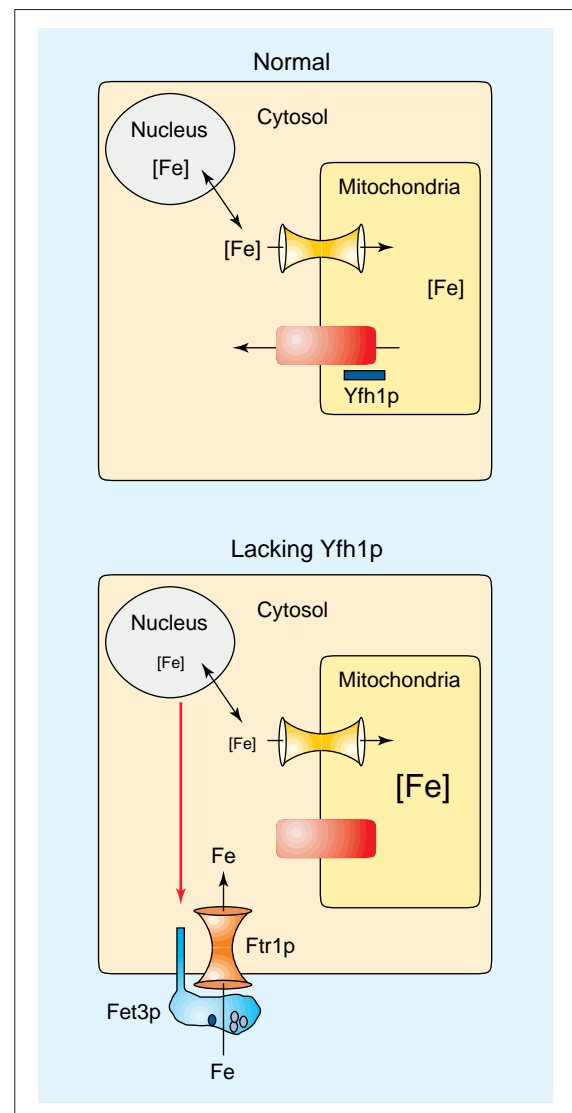 Normal
Nucleus
[Fe]
Cytosol
Mitochondria
[Fe]
[Fe]
Yfh1p
Lacking Yfh1p
Nucleus
[Fe]
Cytosol
Mitochondria
[Fe]
[Fe]
Fe
Ftr1p
Fet3p
Fe